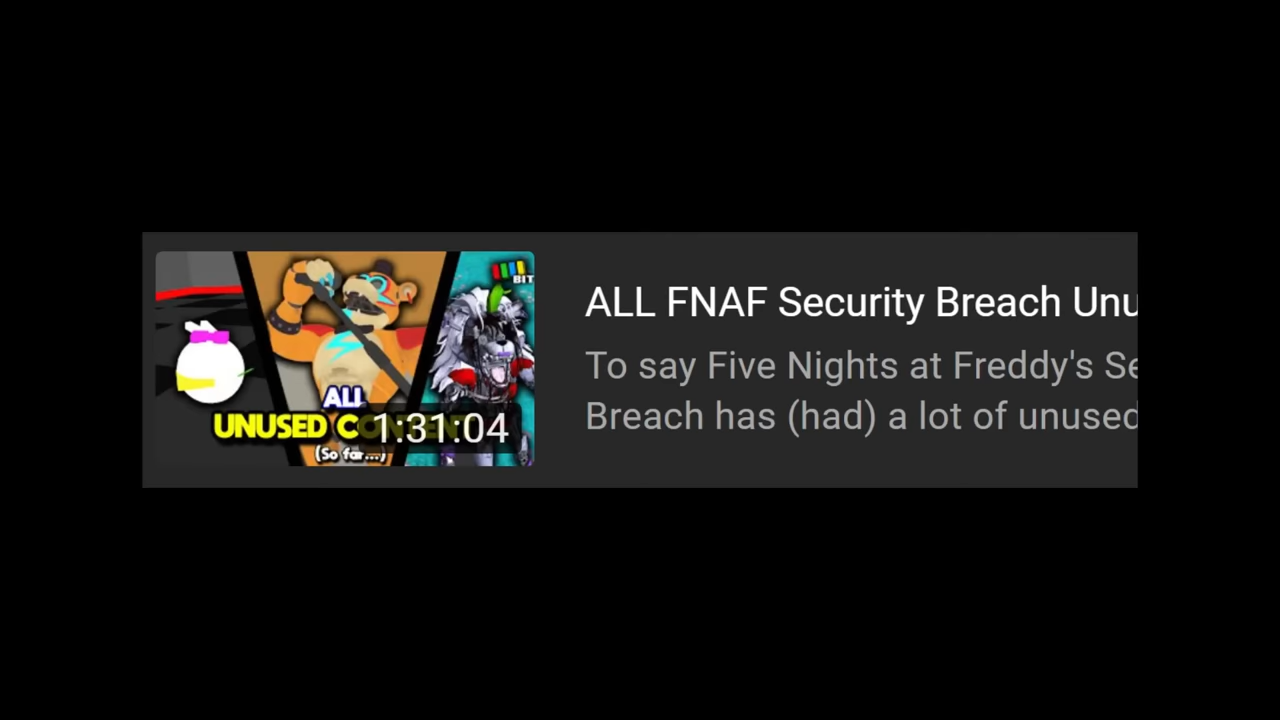 BIT
ALL
UNUSED
1:31:04
(So far...)
ALL FNAF Security Breach Unu
To say Five Nights at Freddy's Se
Breach has (had) a lot of unused